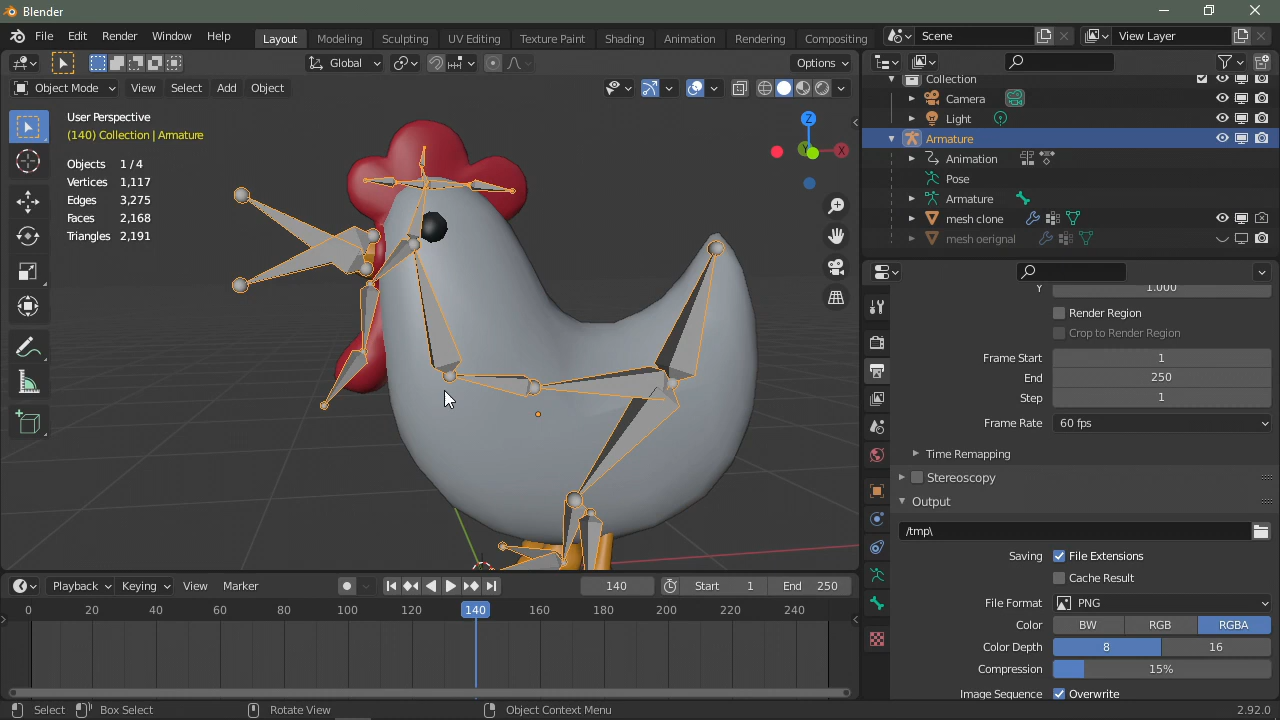 Blender
File Edit Render Window Help
Layout Modeling Sculpting UV Editing Texture Paint Shading Animation Rendering Compositing
Scene
View Layer
Global
Options
Object Mode View Select Add Object
User Perspective
(140) Collection | Armature
Objects 1 / 4
Vertices 1,117
Edges 3,275
Faces 2,168
Triangles 2,191
Z
X
Y
Collection
Camera
Light
Armature
Animation
Pose
Armature
mesh clone
mesh oerignal
Y 1.000
Render Region
Crop to Render Region
Frame Start 1
End 250
Step 1
Frame Rate 60 fps
Time Remapping
Stereoscopy
Output
/tmp\
Saving File Extensions
Cache Result
File Format PNG
Color BW RGB RGBA
Color Depth 8 16
Compression 15%
Image Sequence Overwrite
Playback Keying View Marker
140
Start 1 End 250
0 20 40 60 80 100 120 140 160 180 200 220 240
Select Box Select Rotate View Object Context Menu
2.92.0